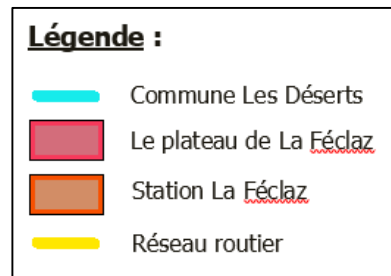 Légende :
Commune Les Déserts
Le plateau de La Féclaz
Station La Féclaz
Réseau routier